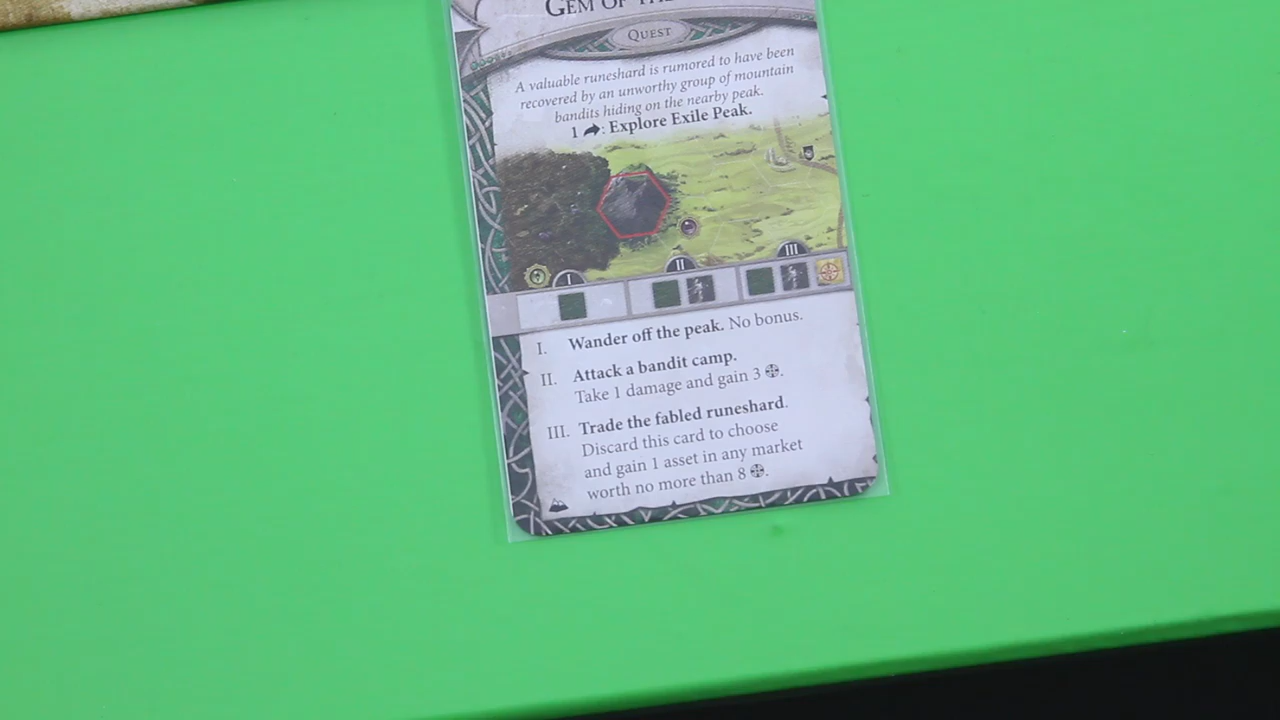 GEM OF
QUEST
A valuable runeshard is rumored to have been
recovered by an unworthy group of mountain
bandits hiding on the nearby peak.
1 : Explore Exile Peak.
I II III
I. Wander off the peak. No bonus.
II. Attack a bandit camp.
Take 1 damage and gain 3 .
III. Trade the fabled runeshard.
Discard this card to choose
and gain 1 asset in any market
worth no more than 8 .